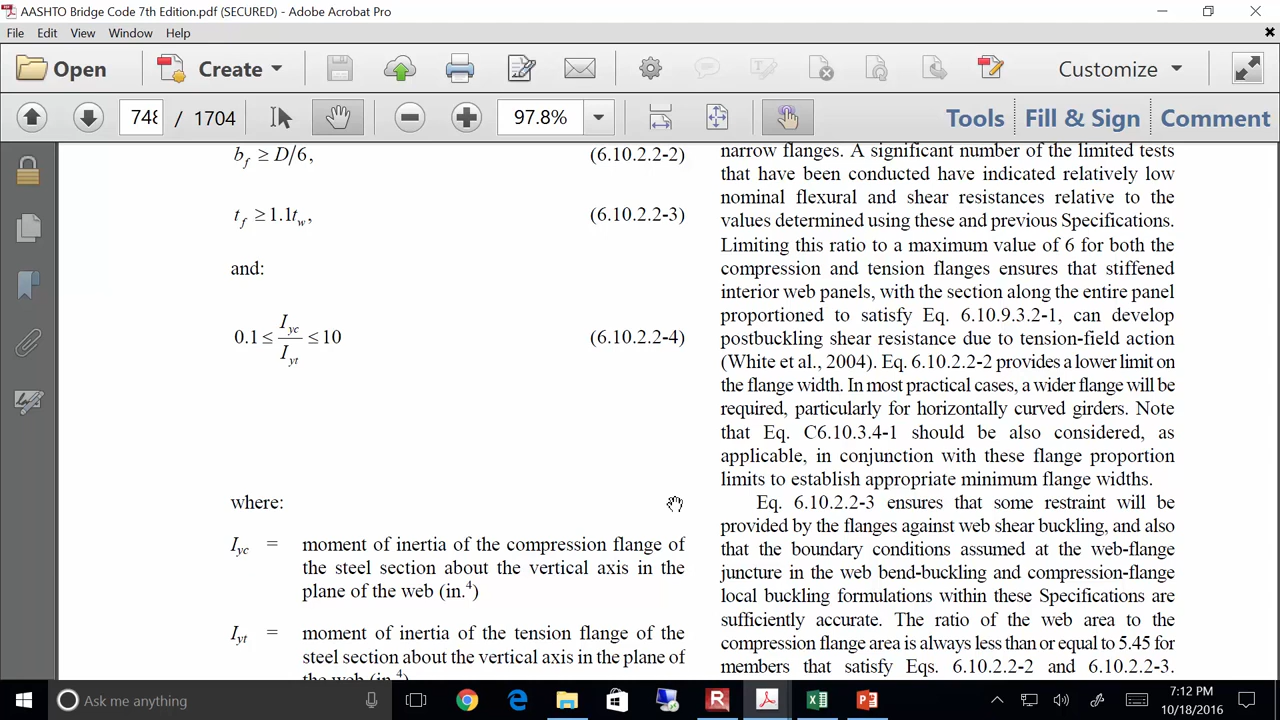 AASHTO Bridge Code 7th Edition.pdf (SECURED) - Adobe Acrobat Pro
File Edit View Window Help
Open Create Customize
748 / 1704 97.8% Tools Fill & Sign Comment
b_f ≥ D/6, (6.10.2.2-2)
t_f ≥ 1.1t_w, (6.10.2.2-3)
and:
0.1 ≤ I_yc / I_yt ≤ 10 (6.10.2.2-4)
where:
I_yc = moment of inertia of the compression flange of
the steel section about the vertical axis in the
plane of the web (in.⁴)
I_yt = moment of inertia of the tension flange of the
steel section about the vertical axis in the plane of
the web (in.⁴)
narrow flanges. A significant number of the limited tests
that have been conducted have indicated relatively low
nominal flexural and shear resistances relative to the
values determined using these and previous Specifications.
Limiting this ratio to a maximum value of 6 for both the
compression and tension flanges ensures that stiffened
interior web panels, with the section along the entire panel
proportioned to satisfy Eq. 6.10.9.3.2-1, can develop
postbuckling shear resistance due to tension-field action
(White et al., 2004). Eq. 6.10.2.2-2 provides a lower limit on
the flange width. In most practical cases, a wider flange will be
required, particularly for horizontally curved girders. Note
that Eq. C6.10.3.4-1 should be also considered, as
applicable, in conjunction with these flange proportion
limits to establish appropriate minimum flange widths.
Eq. 6.10.2.2-3 ensures that some restraint will be
provided by the flanges against web shear buckling, and also
that the boundary conditions assumed at the web-flange
juncture in the web bend-buckling and compression-flange
local buckling formulations within these Specifications are
sufficiently accurate. The ratio of the web area to the
compression flange area is always less than or equal to 5.45 for
members that satisfy Eqs. 6.10.2.2-2 and 6.10.2.2-3.
Ask me anything
7:12 PM
10/18/2016